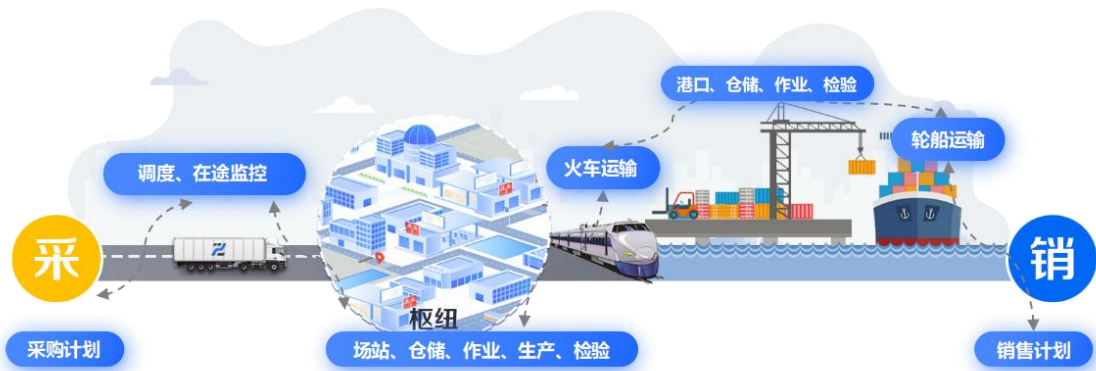 港口、仓储、作业、检验
轮船运输
调度、在途监控
火车运输
采
销
枢纽
采购计划
场站、仓储、作业、生产、检验
销售计划